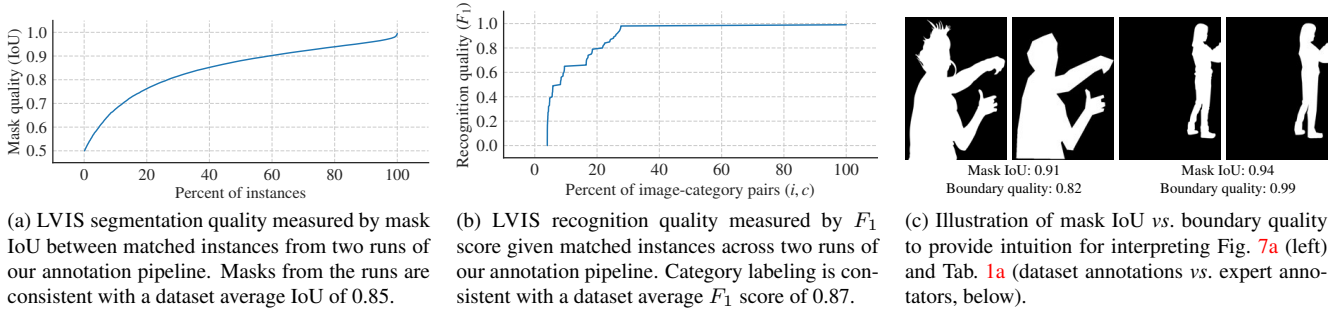 Mask quality (IoU)
1.0
0.9
0.8
0.7
0.6
0.5
0
20
40
60
80
100
Percent of instances
(a) LVIS segmentation quality measured by mask
IoU between matched instances from two runs of
our annotation pipeline. Masks from the runs are
consistent with a dataset average IoU of 0.85.
Recognition quality (F1)
1.0
0.8
0.6
0.4
0.2
0.0
0
20
40
60
80
100
Percent of image-category pairs (i, c)
(b) LVIS recognition quality measured by F1
score given matched instances across two runs of
our annotation pipeline. Category labeling is con-
sistent with a dataset average F1 score of 0.87.
Mask IoU: 0.91
Boundary quality: 0.82
Mask IoU: 0.94
Boundary quality: 0.99
(c) Illustration of mask IoU vs. boundary quality
to provide intuition for interpreting Fig. 7a (left)
and Tab. 1a (dataset annotations vs. expert anno-
tators, below).